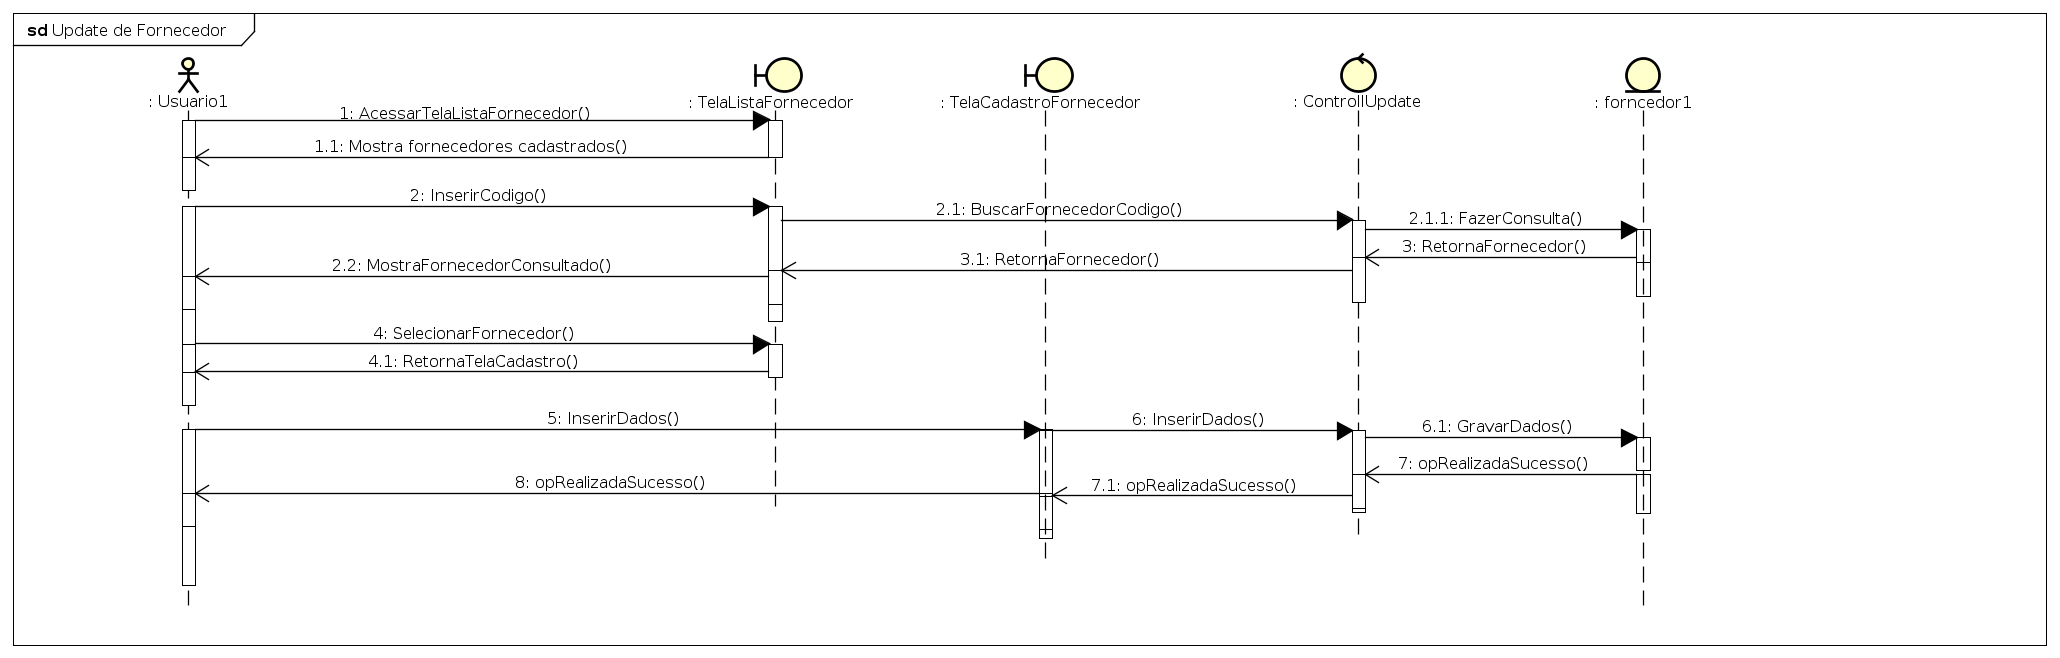 sd Update de Fornecedor
: Usuario1
: TelaListaFornecedor
: TelaCadastroFornecedor
: ControllUpdate
: forncedor1
1: AcessarTelaListaFornecedor()
1.1: Mostra fornecedores cadastrados()
2: InserirCodigo()
2.1: BuscarFornecedorCodigo()
2.1.1: FazerConsulta()
3: RetornaFornecedor()
3.1: RetornaFornecedor()
2.2: MostraFornecedorConsultado()
4: SelecionarFornecedor()
4.1: RetornaTelaCadastro()
5: InserirDados()
6: InserirDados()
6.1: GravarDados()
7: opRealizadaSucesso()
7.1: opRealizadaSucesso()
8: opRealizadaSucesso()